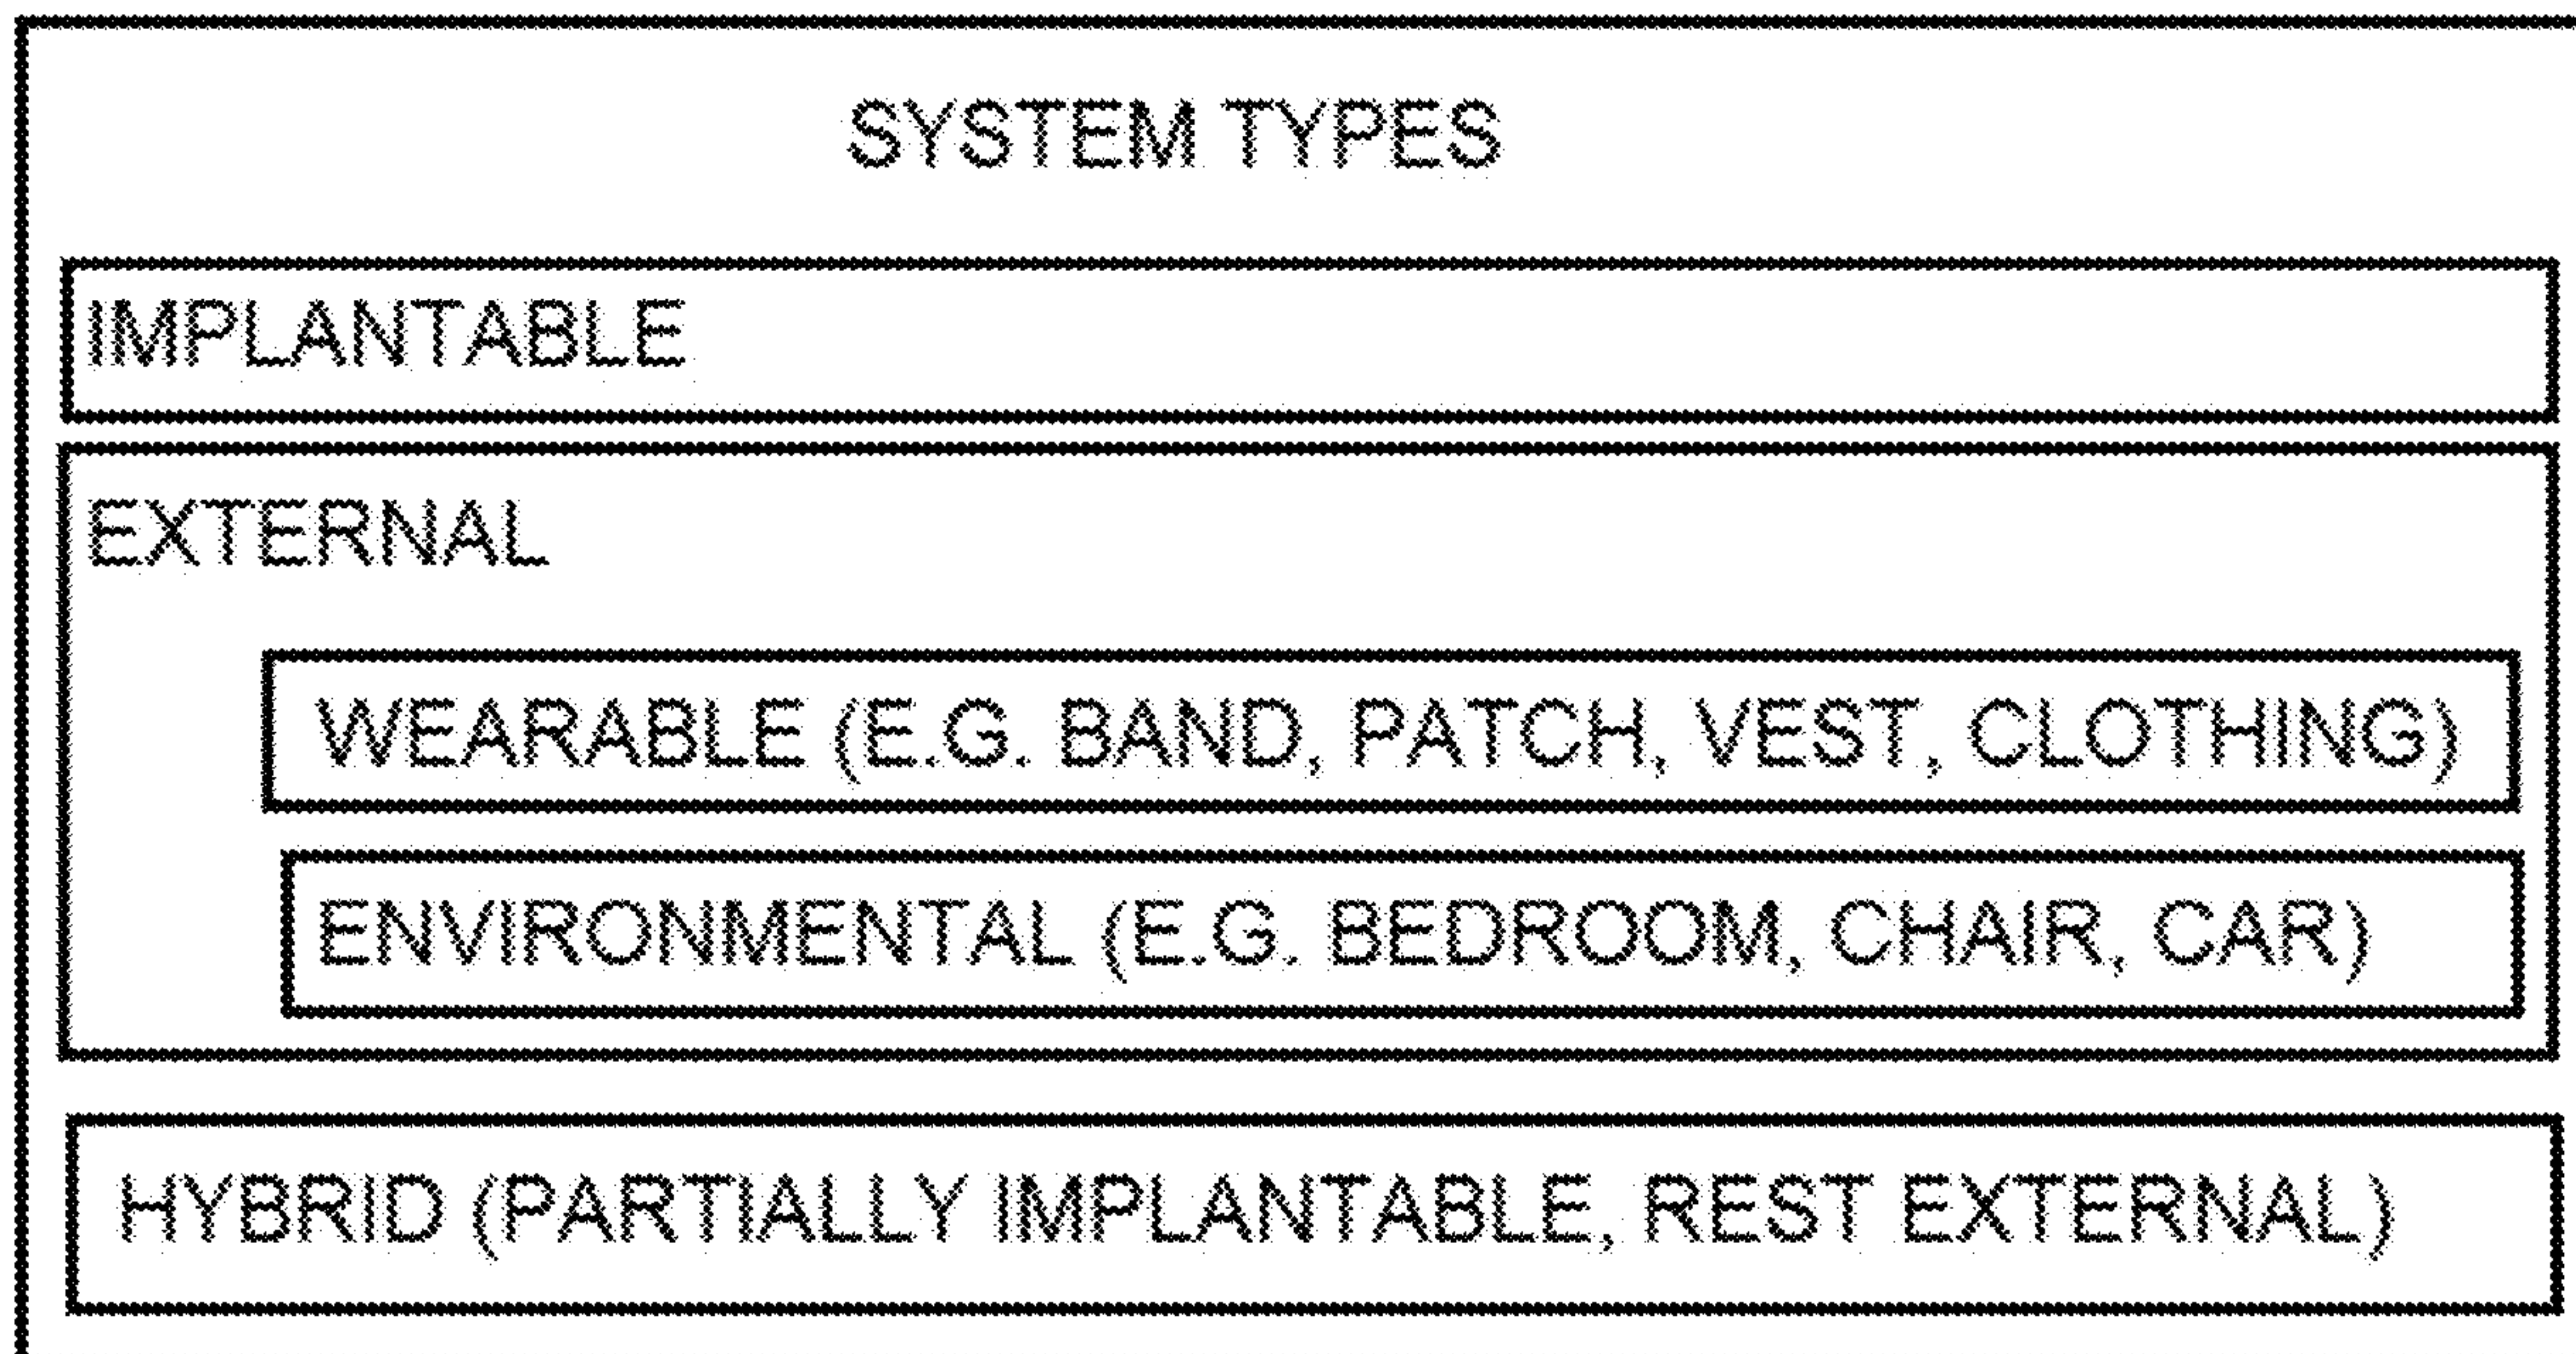 SYSTEM TYPES
IMPLANTABLE
EXTERNAL
WEARABLE (E.G. BAND, PATCH, VEST, CLOTHING)
ENVIRONMENTAL (E.G. BEDROOM, CHAIR, CAR)
HYBRID (PARTIALLY IMPLANTABLE, REST EXTERNAL)